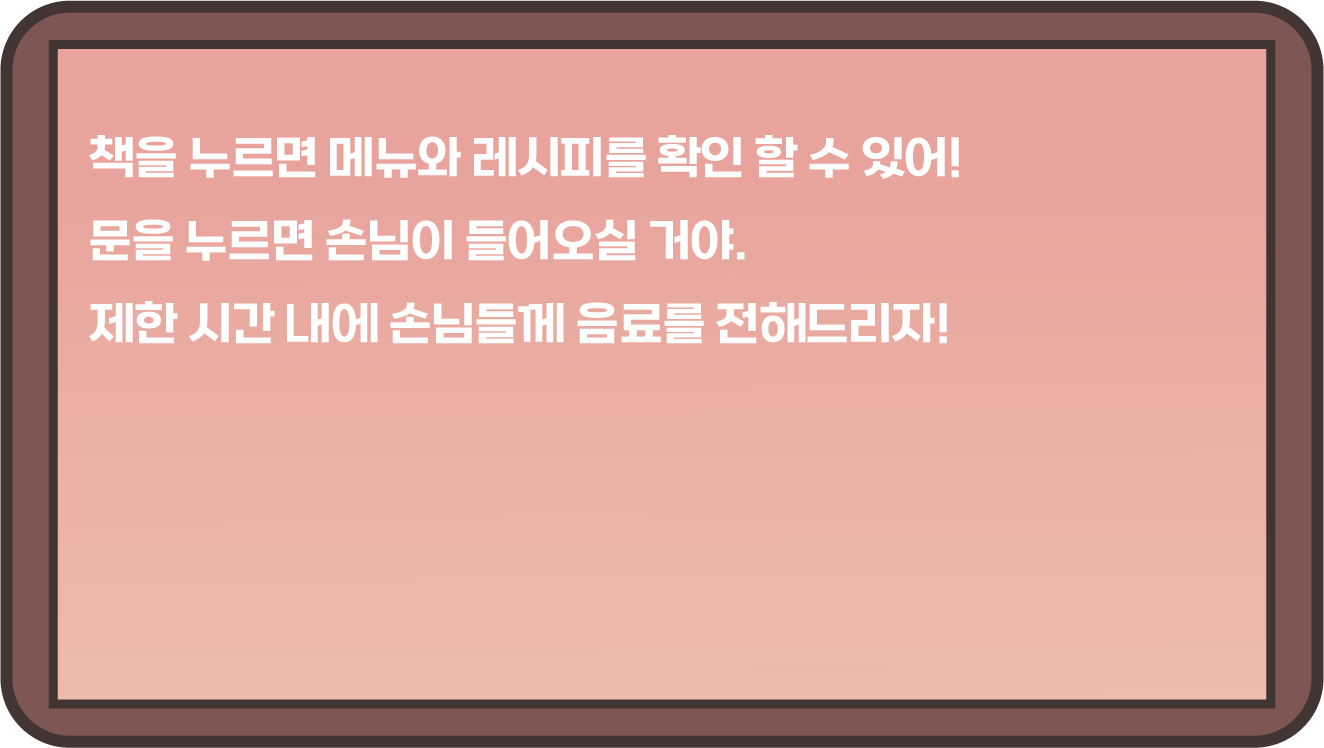 책을 누르면 메뉴와 레시피를 확인 할 수 있어!
문을 누르면 손님이 들어오실 거야.
제한 시간 내에 손님들께 음료를 전해드리자!